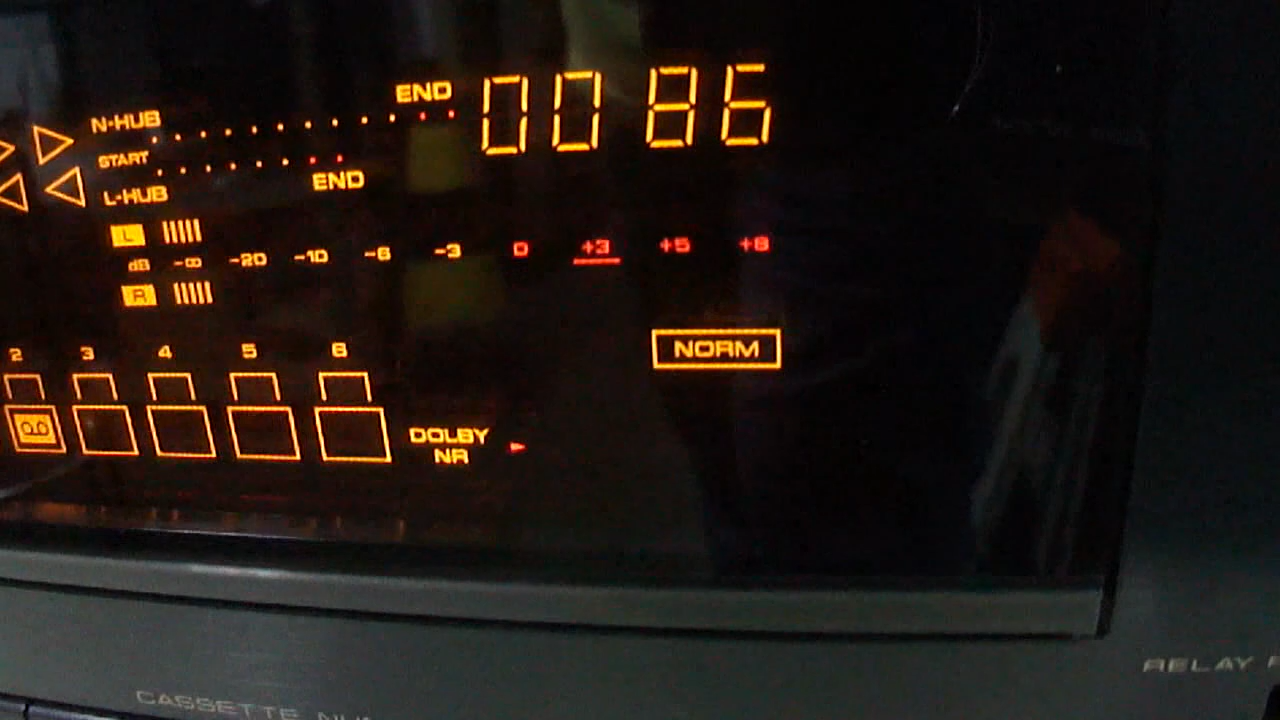 END 0086
N-HUB
START
END
L-HUB
L
dB -∞ -20 -10 -6 -3 0 +3 +5 +8
R
NORM
2 3 4 5 6
DOLBY
NR
RELAY
CASSETTE